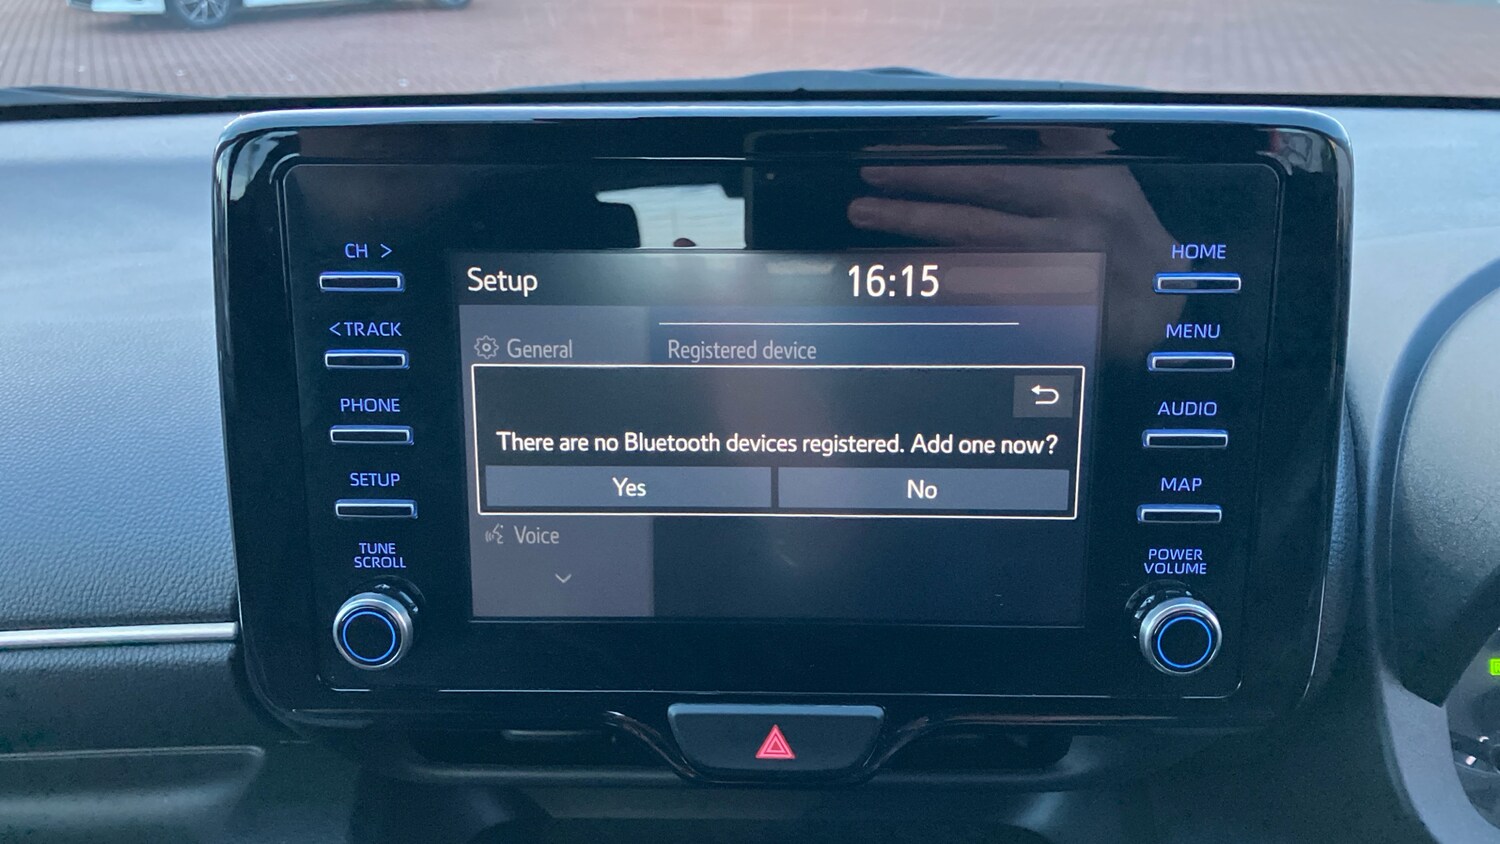 CH >
<TRACK
PHONE
SETUP
TUNE
SCROLL
Setup
16:15
General
Registered device
There are no Bluetooth devices registered. Add one now?
Yes
No
Voice
HOME
MENU
AUDIO
MAP
POWER
VOLUME